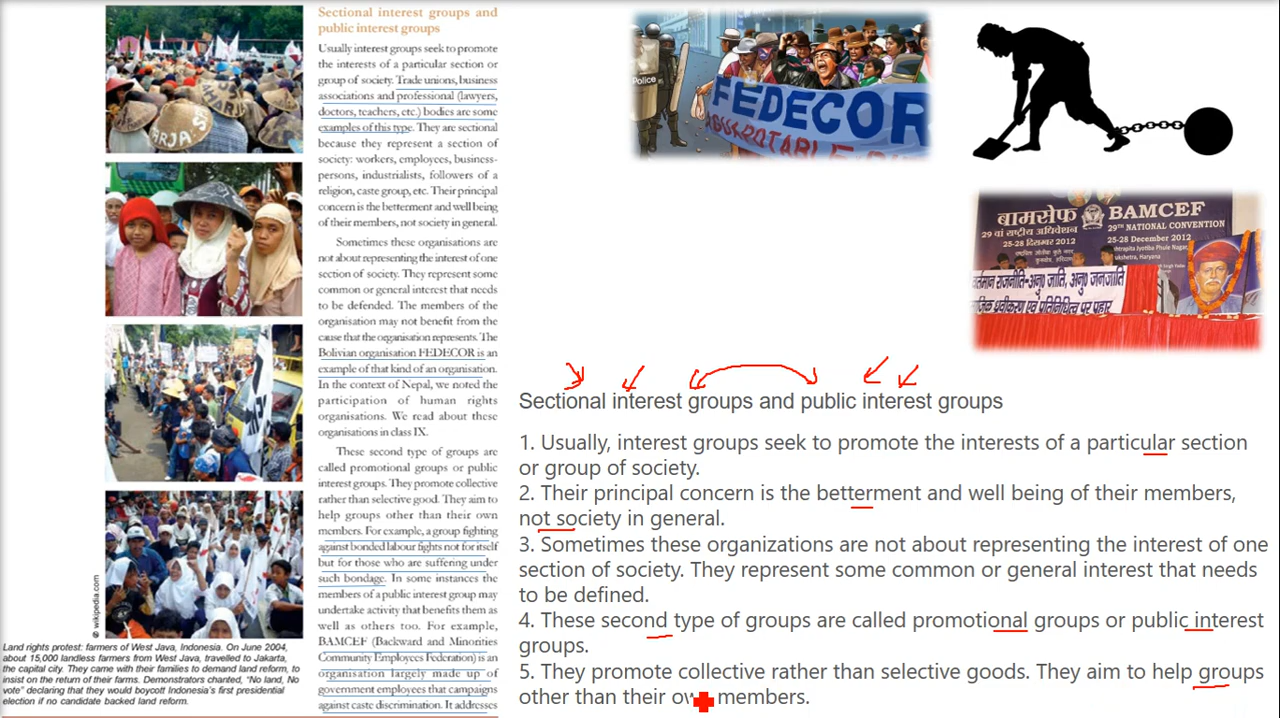 Sectional interest groups and
public interest groups
Usually interest groups seek to promote
the interests of a particular section or
group of society. Trade unions, business
associations and professional (lawyers,
doctors, teachers, etc.) bodies are some
examples of this type. They are sectional
because they represent a section of
society: workers, employees, business-
persons, industrialists, followers of a
religion, caste group, etc. Their principal
concern is the betterment and well being
of their members, not society in general.
Sometimes these organisations are
not about representing the interest of one
section of society. They represent some
common or general interest that needs
to be defended. The members of the
organisation may not benefit from the
cause that the organisation represents. The
Bolivian organisation FEDECOR is an
example of that kind of an organisation.
In the context of Nepal, we noted the
participation of human rights
organisations. We read about these
organisations in class IX.
These second type of groups are
called promotional groups or public
interest groups. They promote collective
rather than selective good. They aim to
help groups other than their own
members. For example, a group fighting
against bonded labour fights not for itself
but for those who are suffering under
such bondage. In some instances the
members of a public interest group may
undertake activity that benefits them as
well as others too. For example,
BAMCEF (Backward and Minorities
Community Employees Federation) is an
organisation largely made up of
government employees that campaigns
against caste discrimination. It addresses
© wikipedia.com
Land rights protest: farmers of West Java, Indonesia. On June 2004,
about 15,000 landless farmers from West Java, travelled to Jakarta,
the capital city. They came with their families to demand land reform, to
insist on the return of their farms. Demonstrators chanted, “No land, No
vote” declaring that they would boycott Indonesia's first presidential
election if no candidate backed land reform.
Police
FEDECOR
बामसेफ BAMCEF
29 वां राष्ट्रीय अधिवेशन 29TH NATIONAL CONVENTION
25-28 दिसम्बर 2012 25-28 December 2012
Sectional interest groups and public interest groups
1. Usually, interest groups seek to promote the interests of a particular section
or group of society.
2. Their principal concern is the betterment and well being of their members,
not society in general.
3. Sometimes these organizations are not about representing the interest of one
section of society. They represent some common or general interest that needs
to be defined.
4. These second type of groups are called promotional groups or public interest
groups.
5. They promote collective rather than selective goods. They aim to help groups
other than their members.